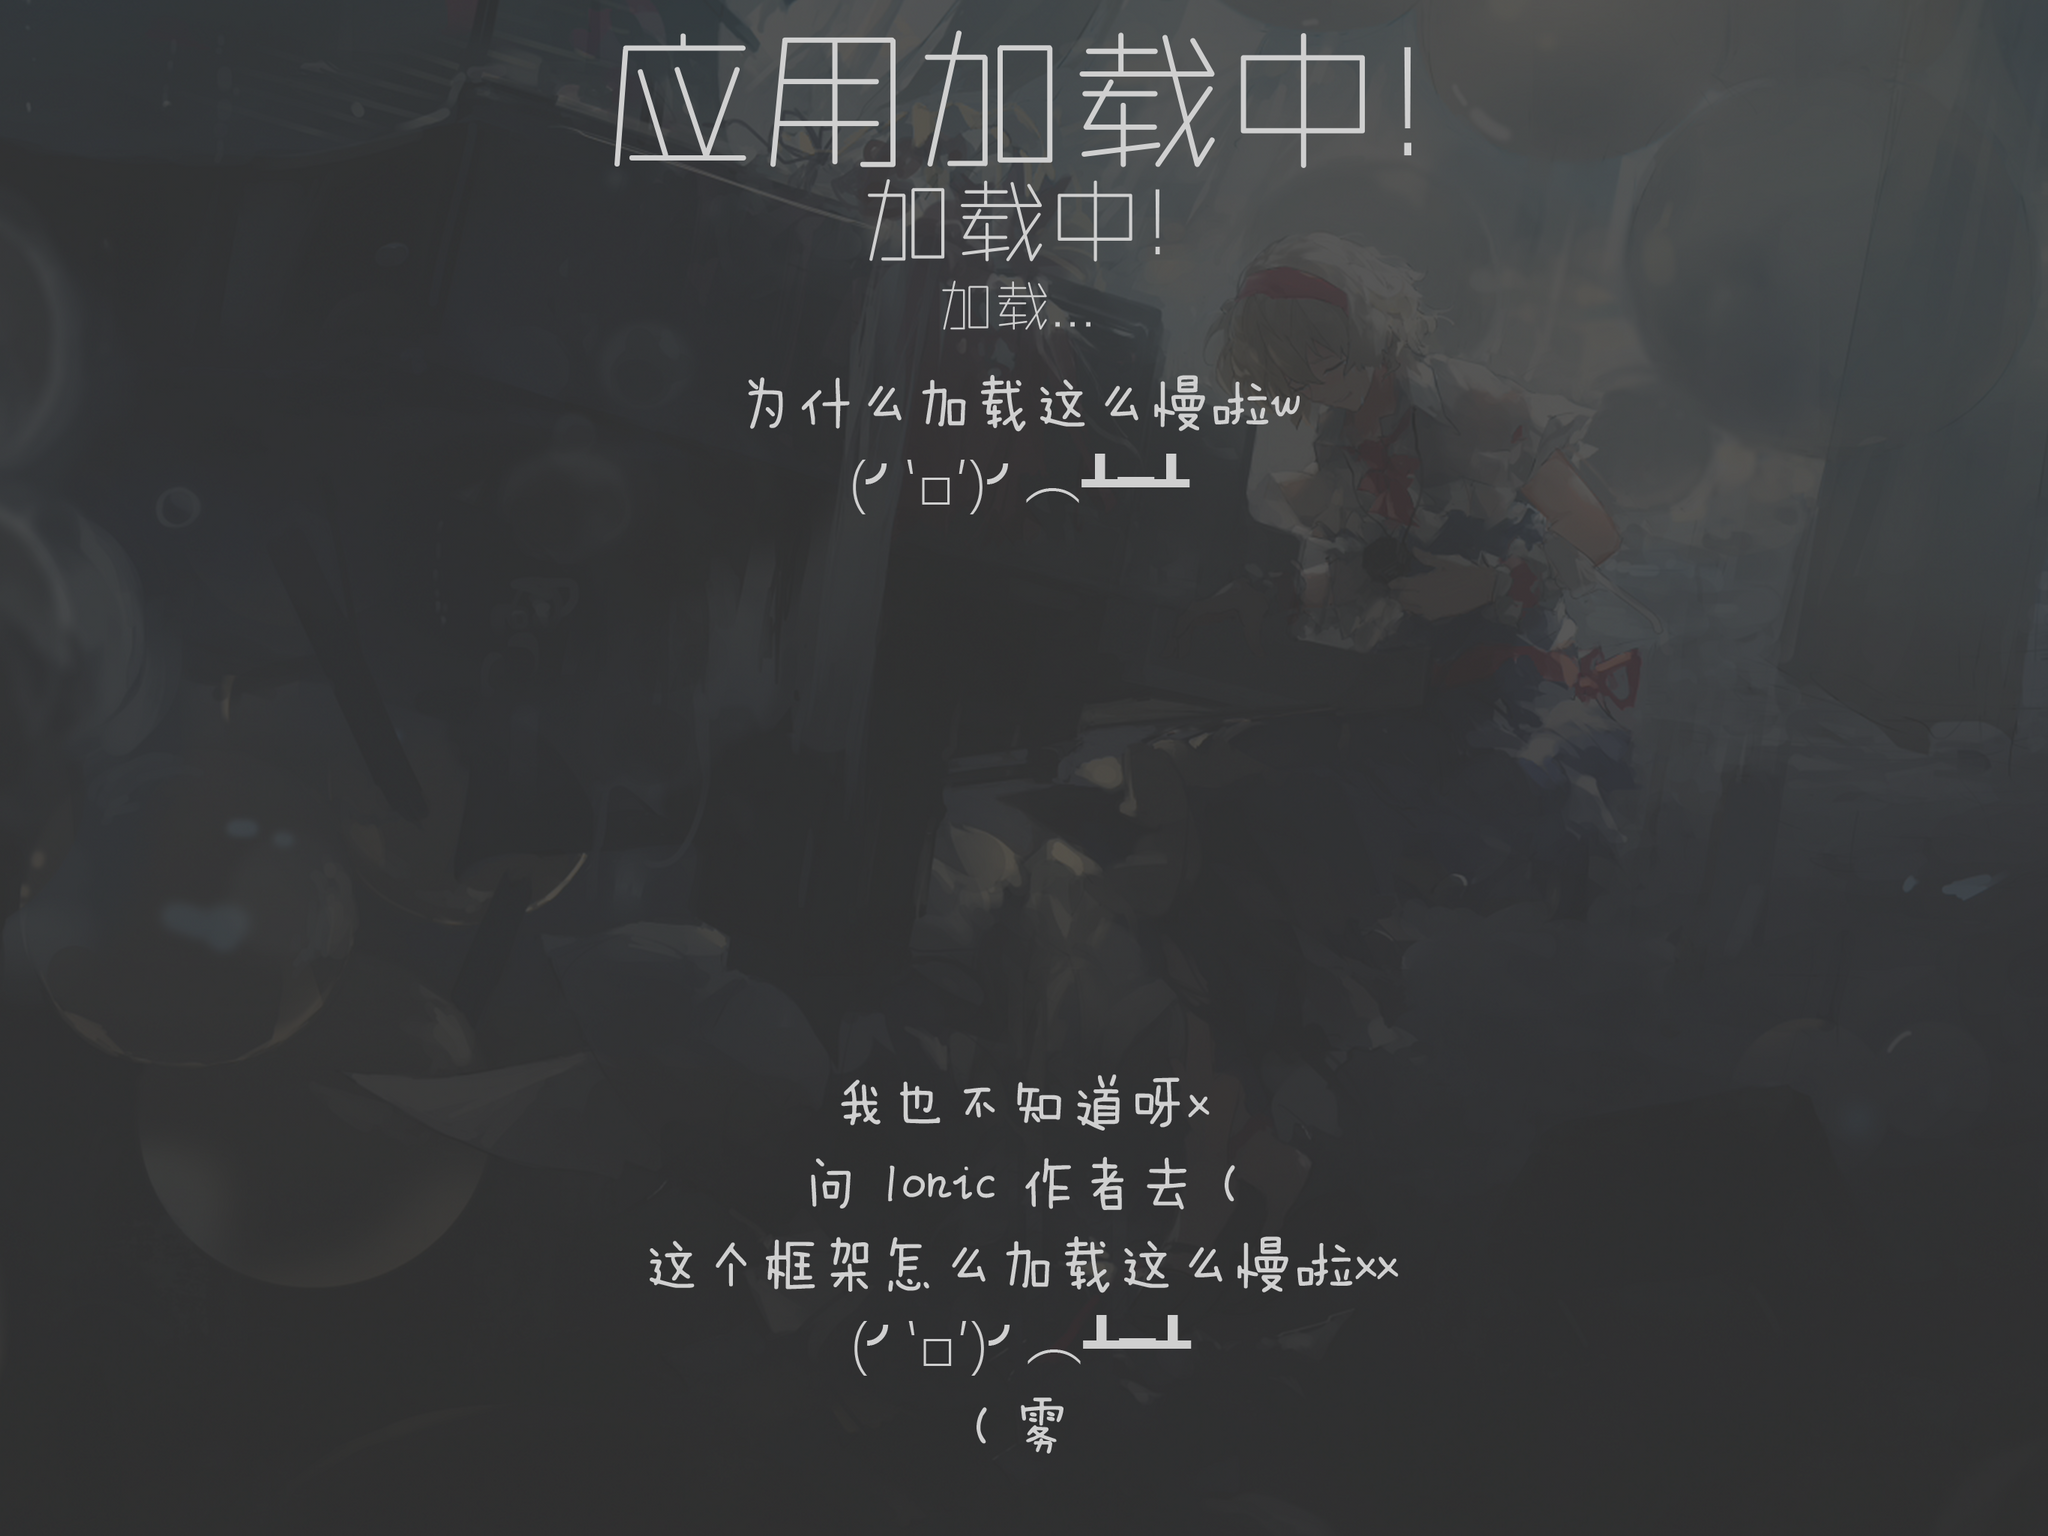 应用加载中!
加载中!
加载...
为什么加载这么慢啦w
(╯‵□′)╯︵┻━┻
我也不知道呀x
问 Ionic 作者去（
这个框架怎么加载这么慢啦xx
(╯‵□′)╯︵┻━┻
（雾